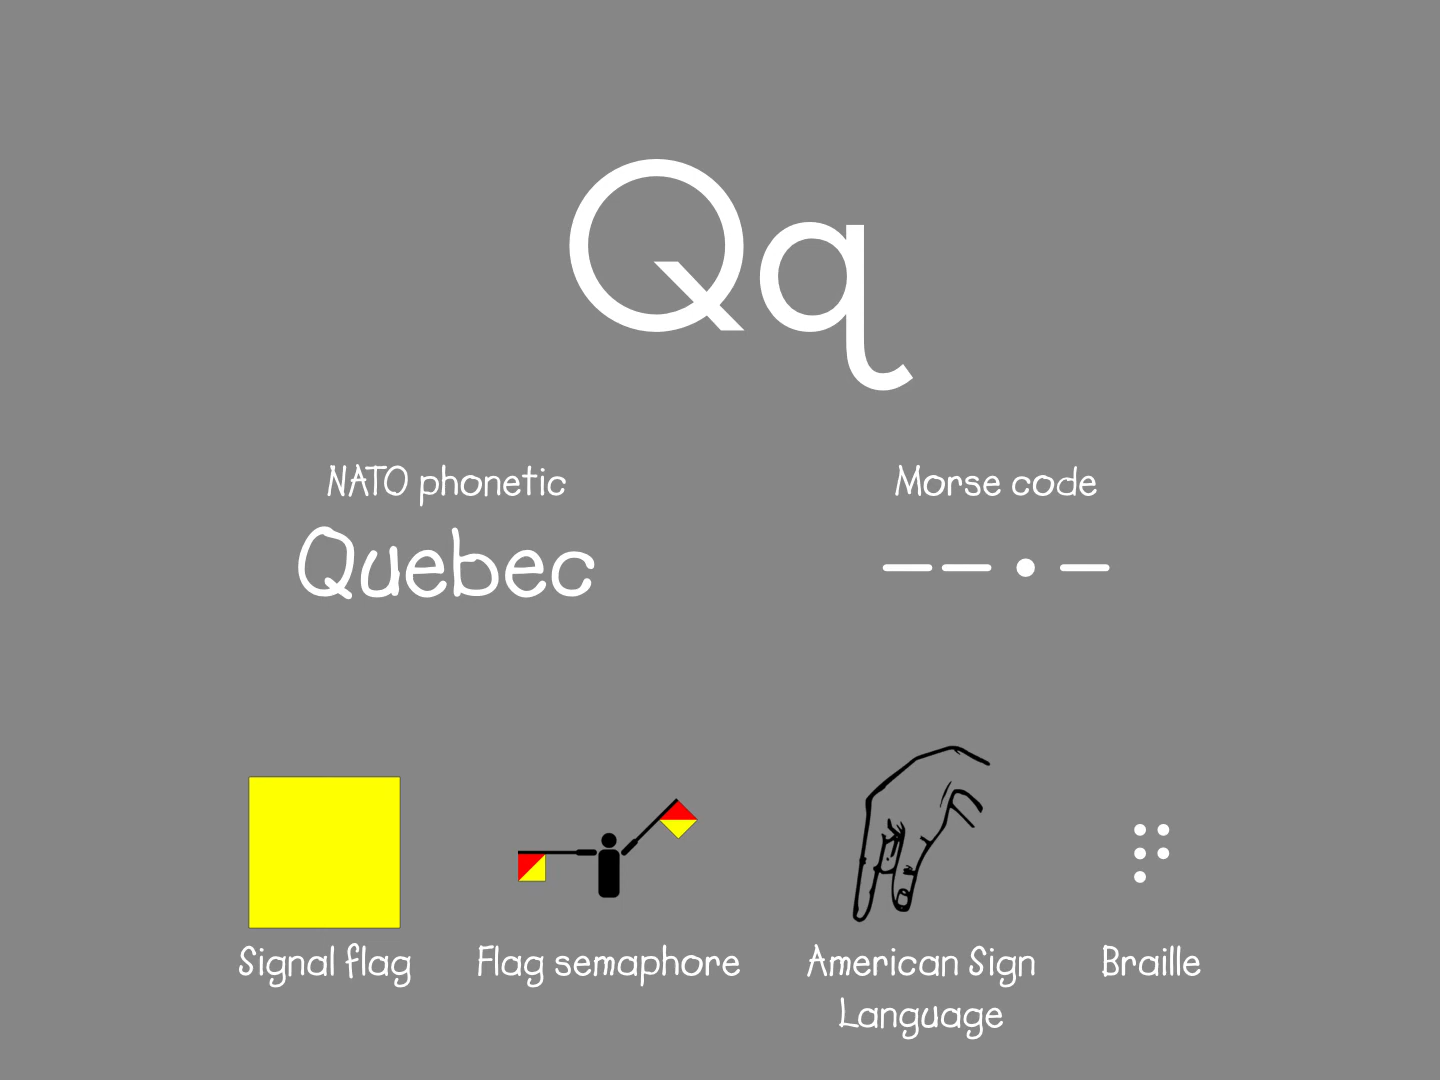 Qq
NATO phonetic
Quebec
Morse code
— — • —
Signal flag
Flag semaphore
American Sign
Language
⠟
Braille